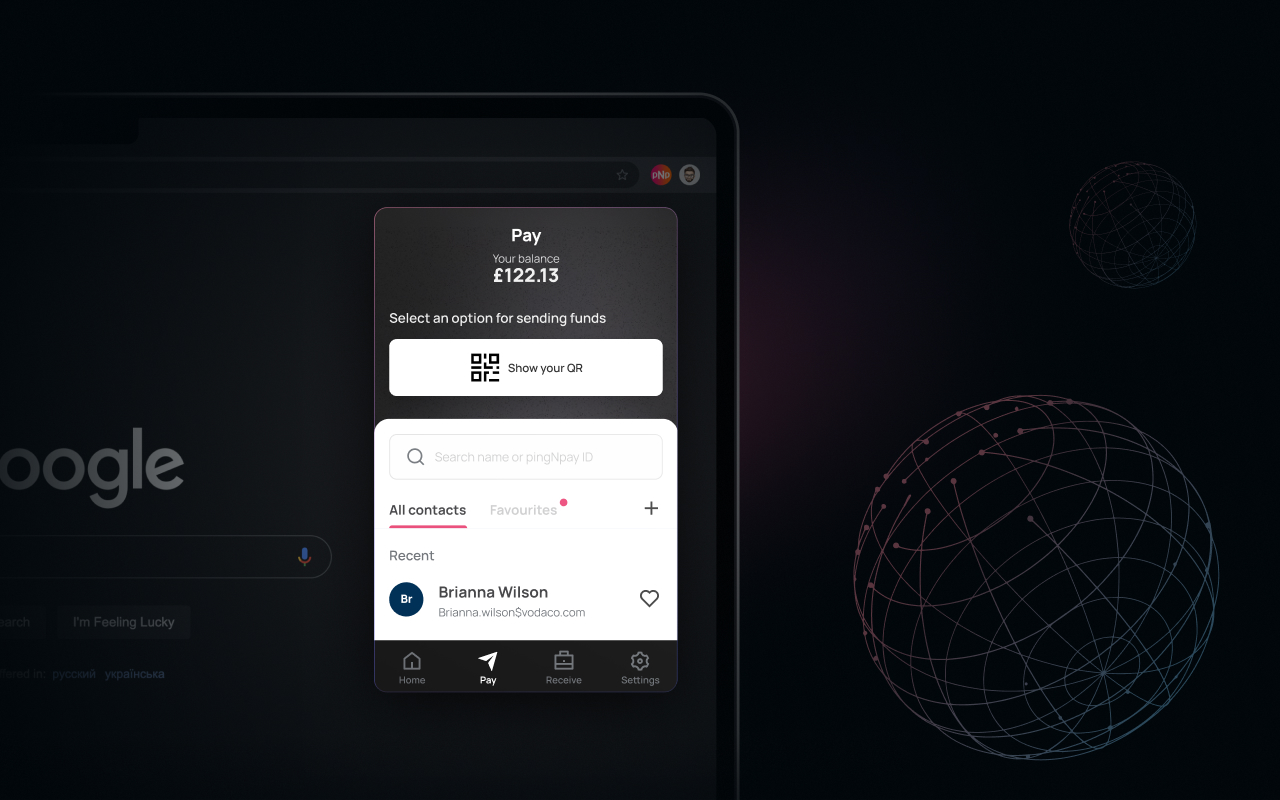 pNp
Pay
Your balance
£122.13
Select an option for sending funds
Show your QR
oogle
Search name or pingNpay ID
All contacts
Favourites
Recent
I'm Feeling Lucky
Br
Brianna Wilson
Brianna.wilson$vodaco.com
earch
in: русский українська
Home
Pay
Receive
Settings